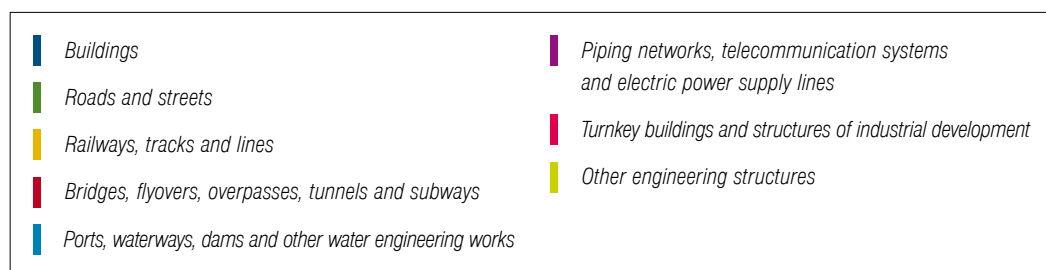 Buildings
Roads and streets
Railways, tracks and lines
Bridges, flyovers, overpasses, tunnels and subways
Ports, waterways, dams and other water engineering works
Piping networks, telecommunication systems
and electric power supply lines
Turnkey buildings and structures of industrial development
Other engineering structures